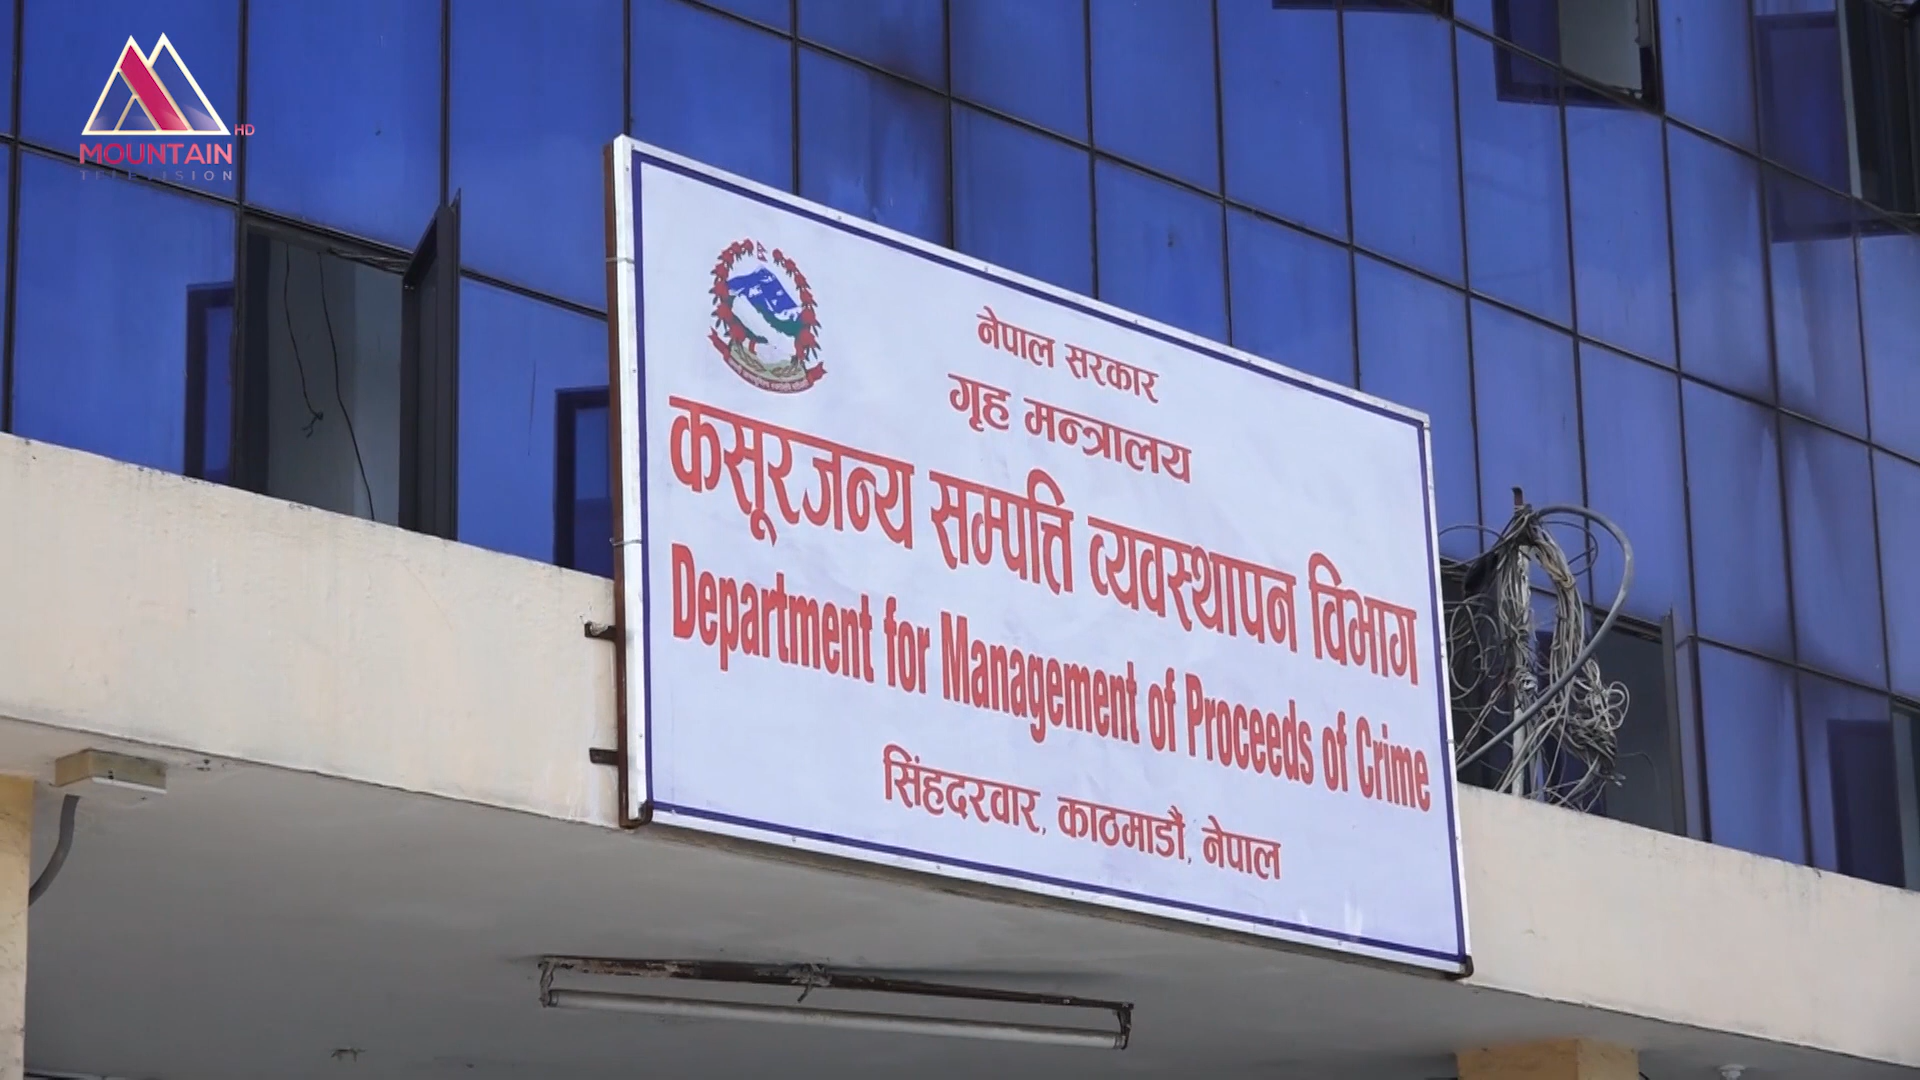 MOUNTAIN HD
TELEVISION
नेपाल सरकार
गृह मन्त्रालय
कसूरजन्य सम्पत्ति व्यवस्थापन विभाग
Department for Management of Proceeds of Crime
सिंहदरवार, काठमाडौं, नेपाल